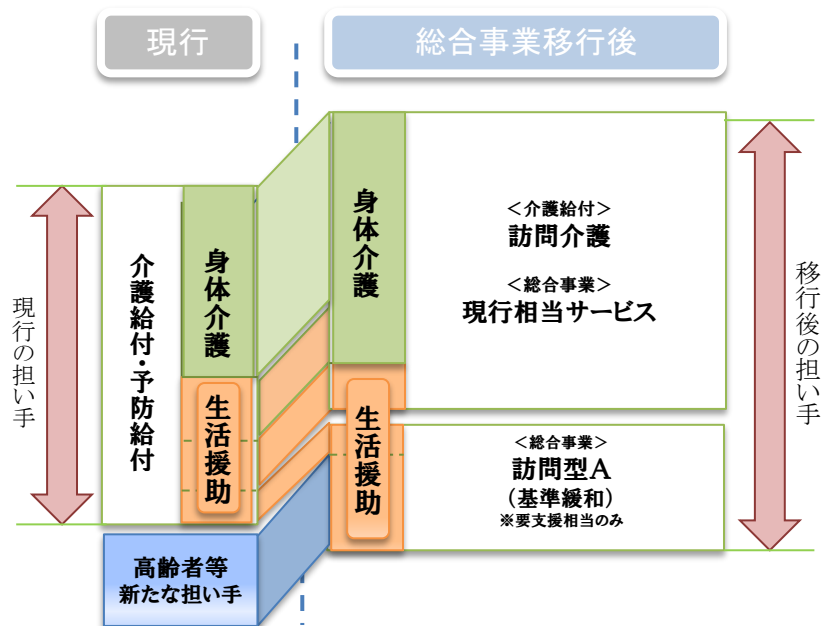 現行
総合事業移行後
現行の担い手
介護給付・予防給付
身体介護
生活援助
高齢者等
新たな担い手
身体介護
生活援助
＜介護給付＞
訪問介護
＜総合事業＞
現行相当サービス
＜総合事業＞
訪問型A
（基準緩和）
※要支援相当のみ
移行後の担い手